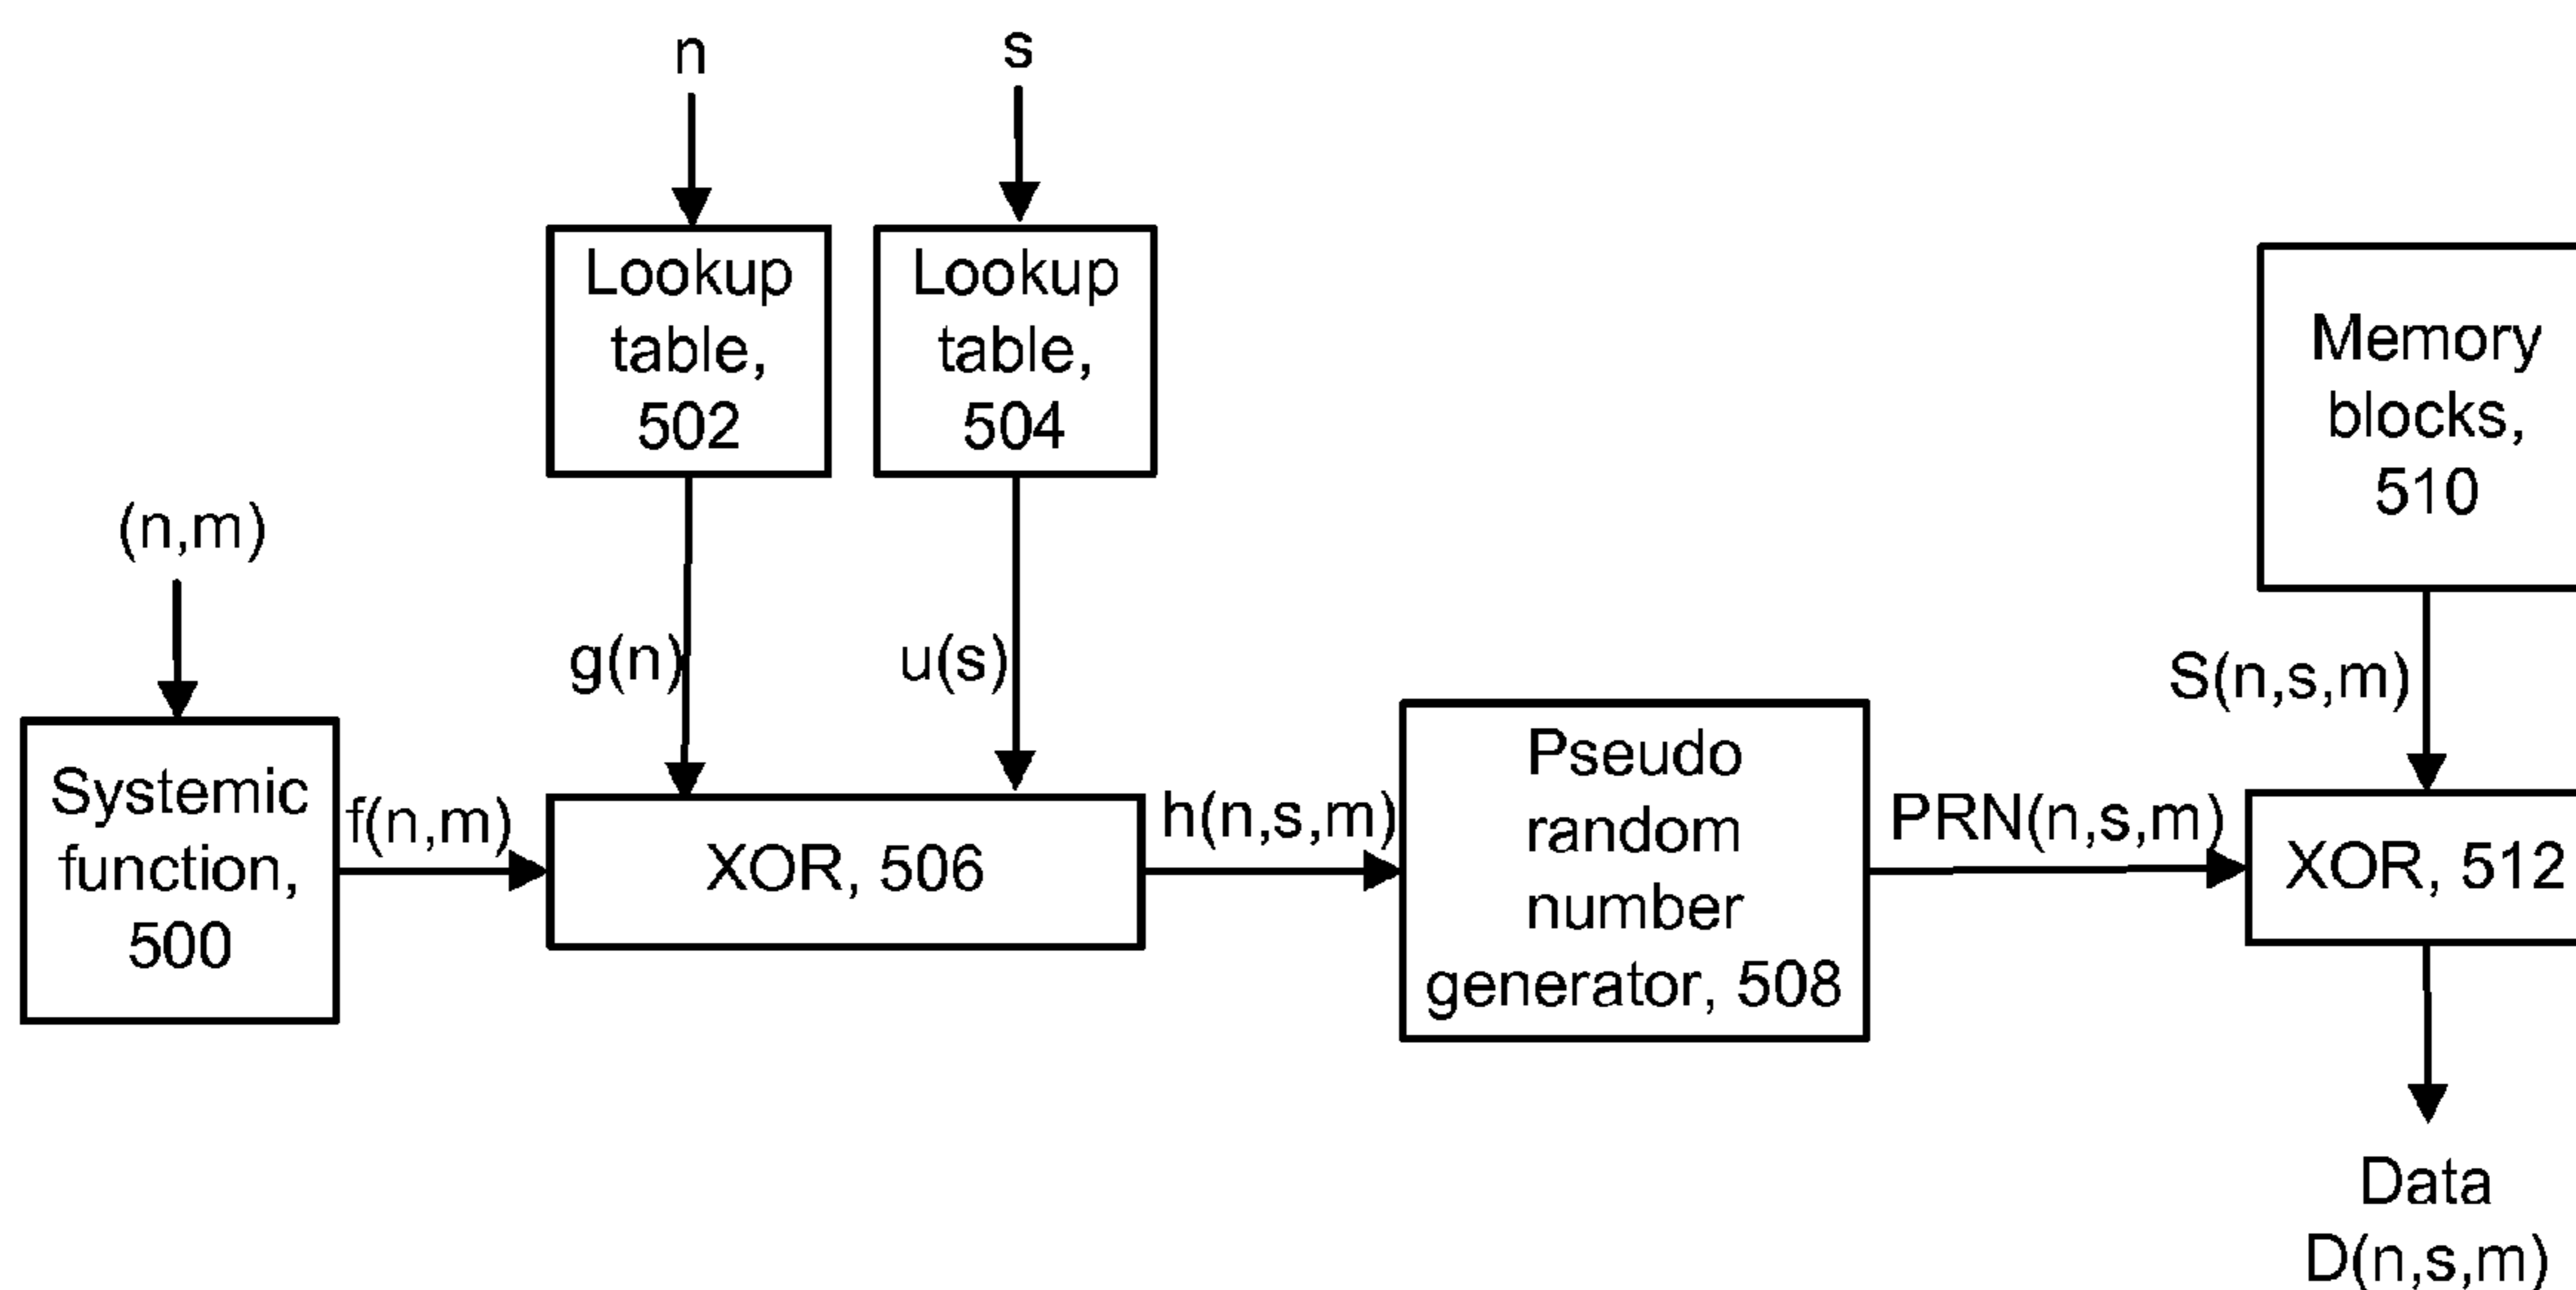 n
s
Lookup
table,
502
Lookup
table,
504
Memory
blocks,
510
(n,m)
g(n)
u(s)
S(n,s,m)
Systemic
function,
500
f(n,m)
XOR, 506
h(n,s,m)
Pseudo
random
number
generator, 508
PRN(n,s,m)
XOR, 512
Data
D(n,s,m)